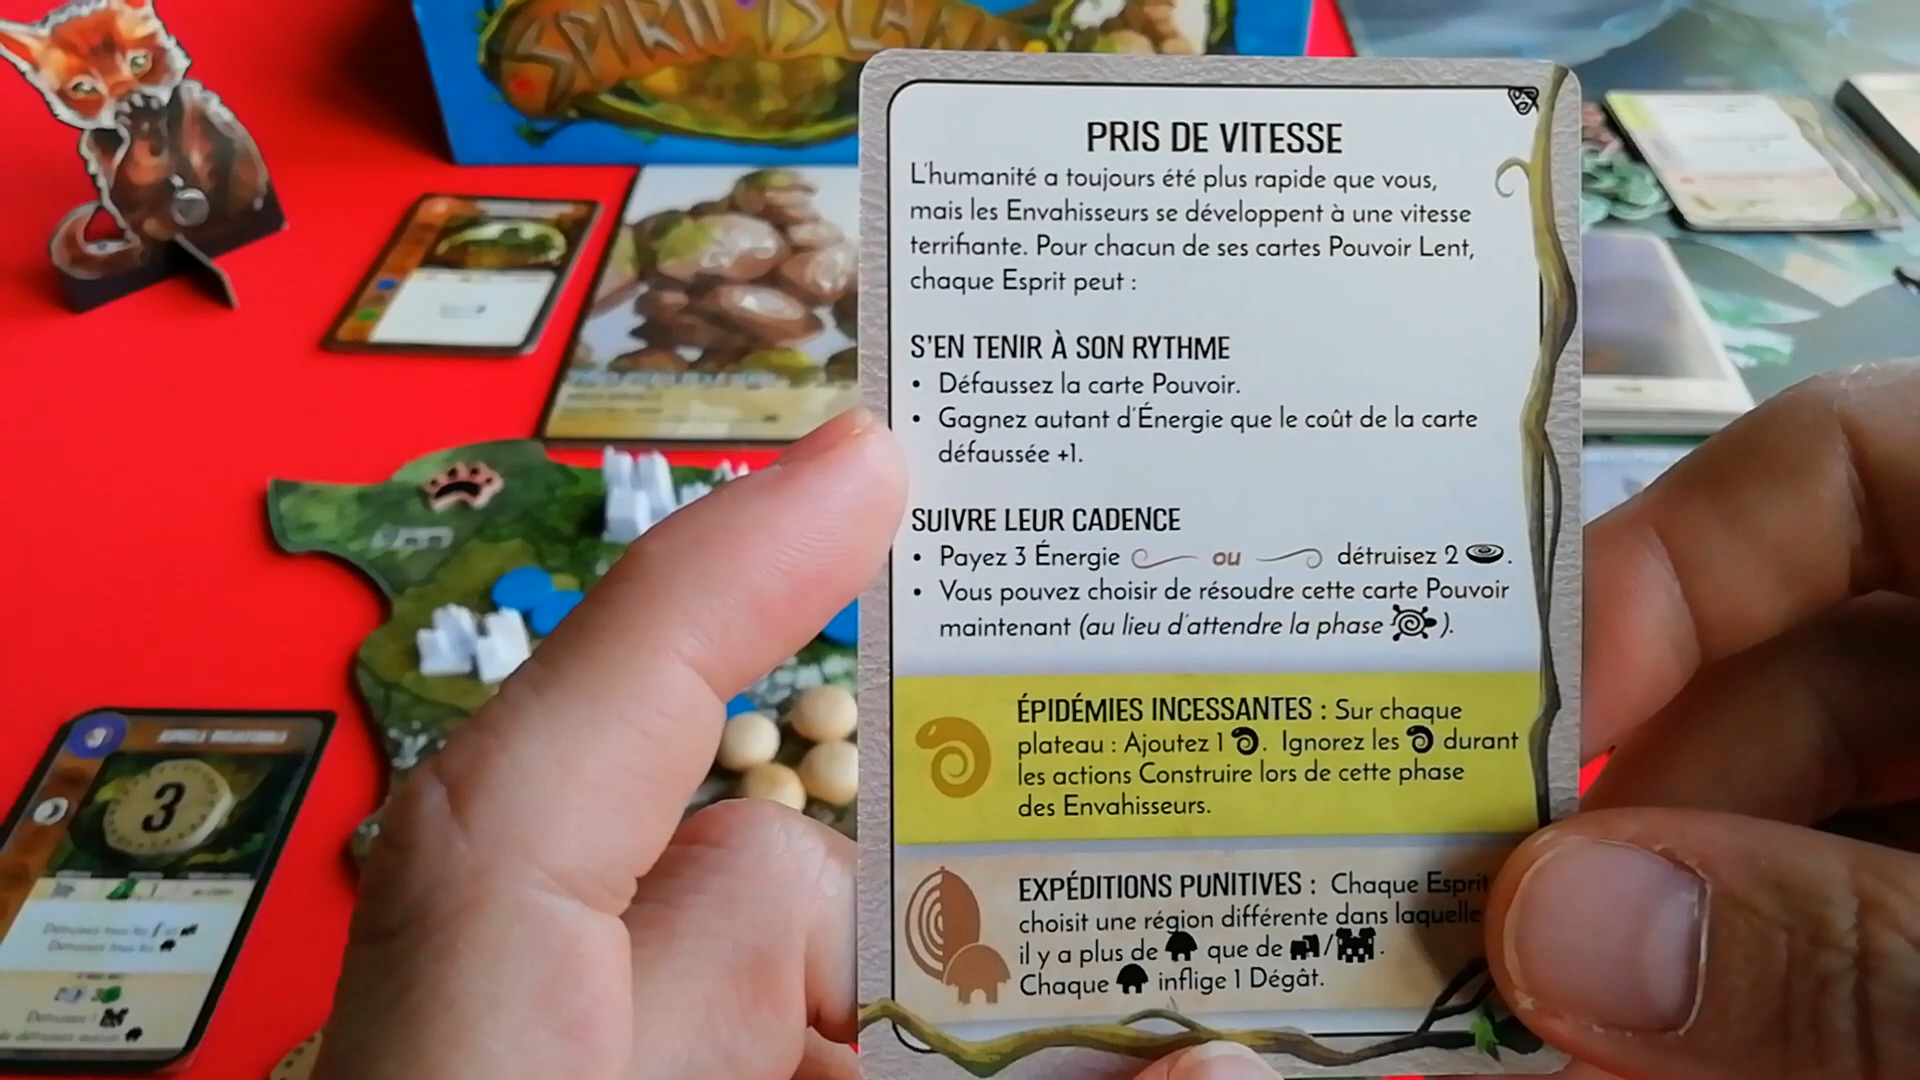 SPIRIT ISLAND
PRIS DE VITESSE
L'humanité a toujours été plus rapide que vous,
mais les Envahisseurs se développent à une vitesse
terrifiante. Pour chacun de ses cartes Pouvoir Lent,
chaque Esprit peut :
S'EN TENIR À SON RYTHME
• Défaussez la carte Pouvoir.
• Gagnez autant d'Énergie que le coût de la carte
défaussée +1.
SUIVRE LEUR CADENCE
• Payez 3 Énergie ou détruisez 2 .
• Vous pouvez choisir de résoudre cette carte Pouvoir
maintenant (au lieu d'attendre la phase ).
ÉPIDÉMIES INCESSANTES : Sur chaque
plateau : Ajoutez 1 . Ignorez les durant
les actions Construire lors de cette phase
des Envahisseurs.
EXPÉDITIONS PUNITIVES : Chaque Esprit
choisit une région différente dans laquelle
il y a plus de que de / .
Chaque inflige 1 Dégât.
3